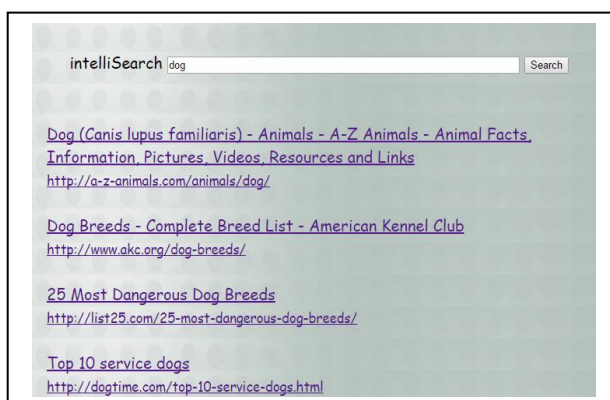 intelliSearch dog Search
Dog (Canis lupus familiaris) - Animals - A-Z Animals - Animal Facts,
Information, Pictures, Videos, Resources and Links
http://a-z-animals.com/animals/dog/
Dog Breeds - Complete Breed List - American Kennel Club
http://www.akc.org/dog-breeds/
25 Most Dangerous Dog Breeds
http://list25.com/25-most-dangerous-dog-breeds/
Top 10 service dogs
http://dogtime.com/top-10-service-dogs.html